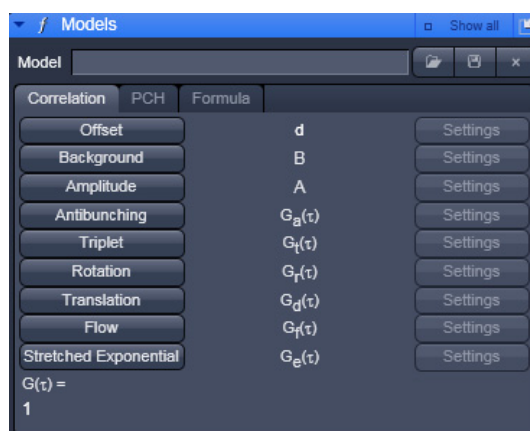 f Models Show all
Model ×
Correlation PCH Formula
Offset d Settings
Background B Settings
Amplitude A Settings
Antibunching Ga(τ) Settings
Triplet Gt(τ) Settings
Rotation Gr(τ) Settings
Translation Gd(τ) Settings
Flow Gf(τ) Settings
Stretched Exponential Ge(τ) Settings
G(τ) =
1